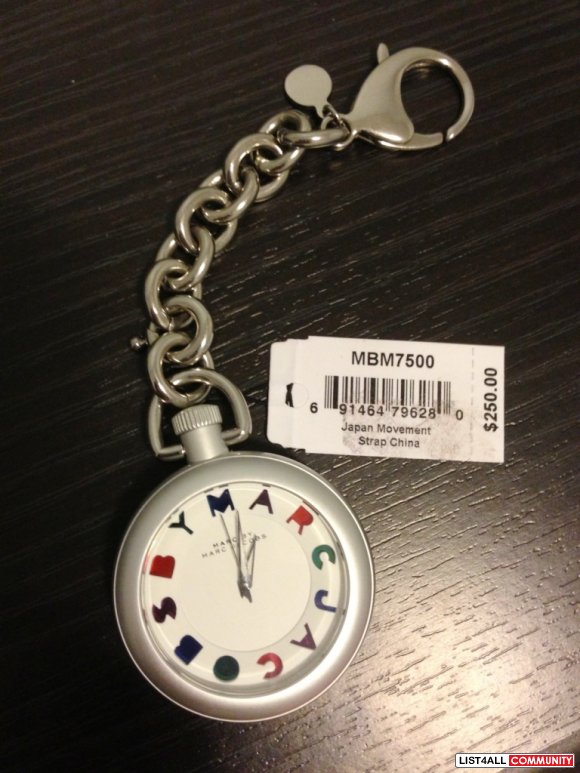 MBM7500
6 91464 79628 0
Japan Movement
Strap China
$250.00
MARC JACOBS BY
MARC BY
MARC JACOBS
LIST4ALL COMMUNITY